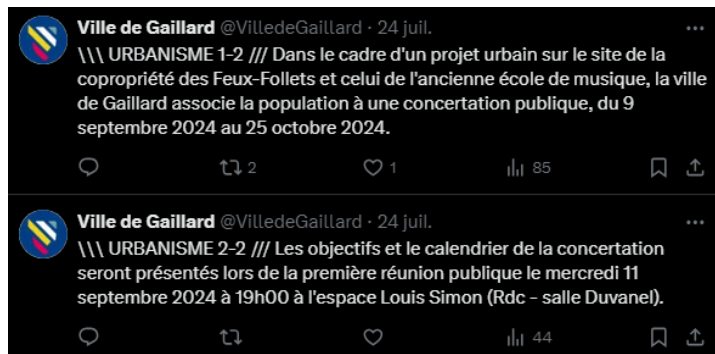 Ville de Gaillard @VilledeGaillard · 24 juil.
\\\ URBANISME 1-2 /// Dans le cadre d'un projet urbain sur le site de la
copropriété des Feux-Follets et celui de l'ancienne école de musique, la ville
de Gaillard associe la population à une concertation publique, du 9
septembre 2024 au 25 octobre 2024.
2 1 85
Ville de Gaillard @VilledeGaillard · 24 juil.
\\\ URBANISME 2-2 /// Les objectifs et le calendrier de la concertation
seront présentés lors de la première réunion publique le mercredi 11
septembre 2024 à 19h00 à l'espace Louis Simon (Rdc - salle Duvanel).
44